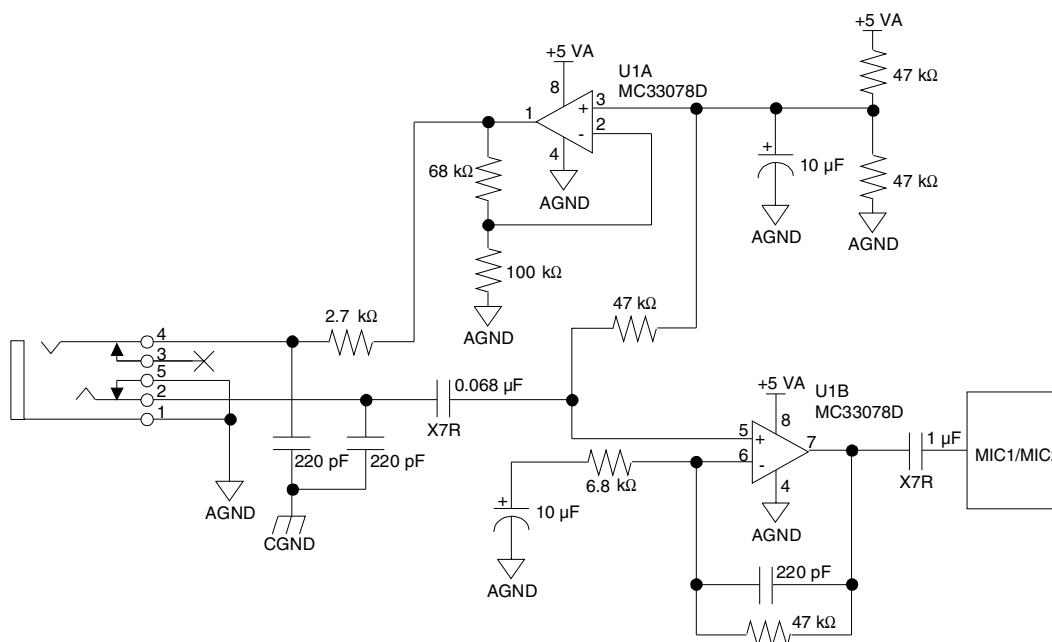 +5 VA
+5 VA
47 kΩ
U1A
MC33078D
8
3
+
1
2
-
4
68 kΩ
+
10 µF
47 kΩ
AGND
AGND
AGND
100 kΩ
AGND
2.7 kΩ
47 kΩ
4
3
5
2
1
0.068 µF
X7R
+5 VA
U1B
MC33078D
8
5
+
7
6
-
4
1 µF
X7R
MIC1/MIC2
220 pF
220 pF
6.8 kΩ
AGND
+
10 µF
AGND
CGND
AGND
220 pF
47 kΩ